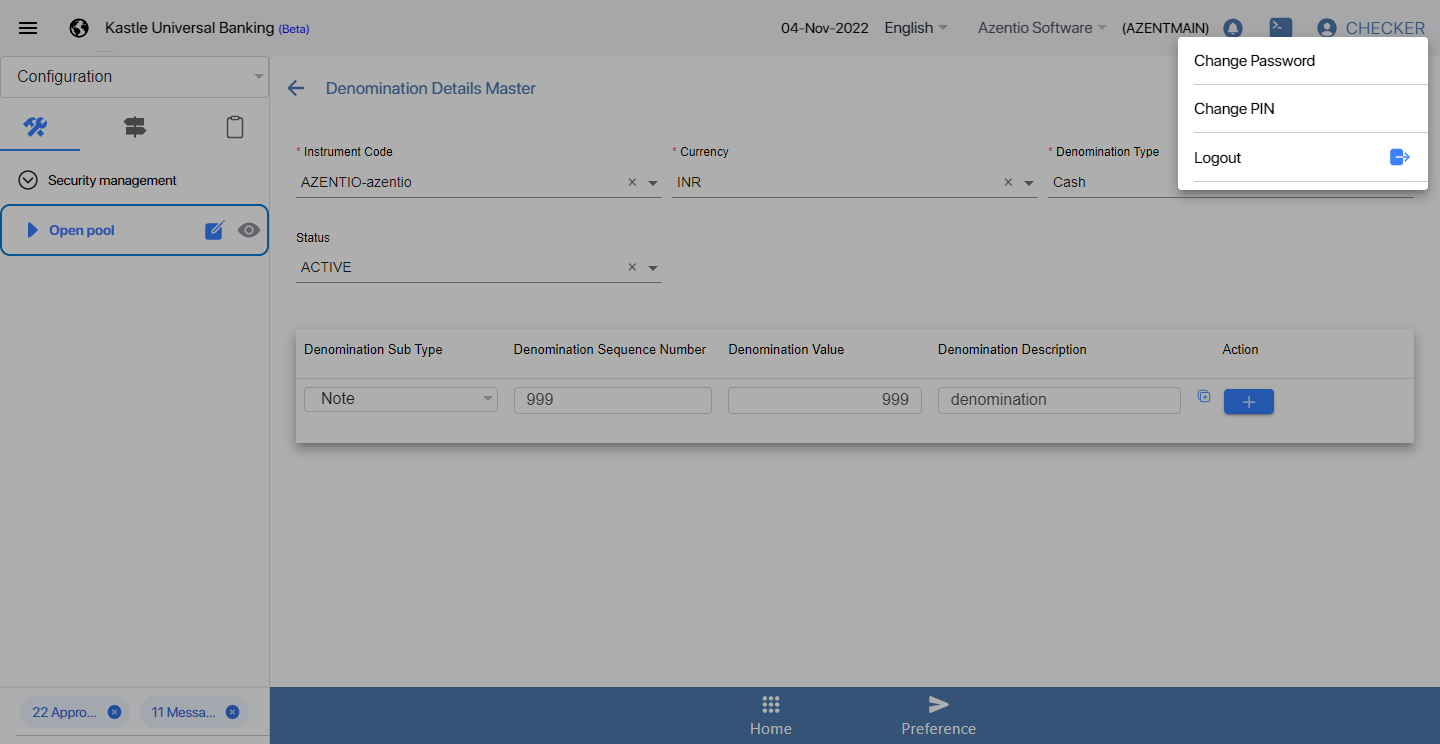 Kastle Universal Banking (Beta)
04-Nov-2022 English Azentio Software (AZENTMAIN) CHECKER
Change Password
Change PIN
Logout
Configuration
Security management
Open pool
Denomination Details Master
* Instrument Code * Currency * Denomination Type
AZENTIO-azentio × INR × Cash
Status
ACTIVE ×
Denomination Sub Type Denomination Sequence Number Denomination Value Denomination Description Action
Note 999 999 denomination +
22 Appro... 11 Messa...
Home Preference